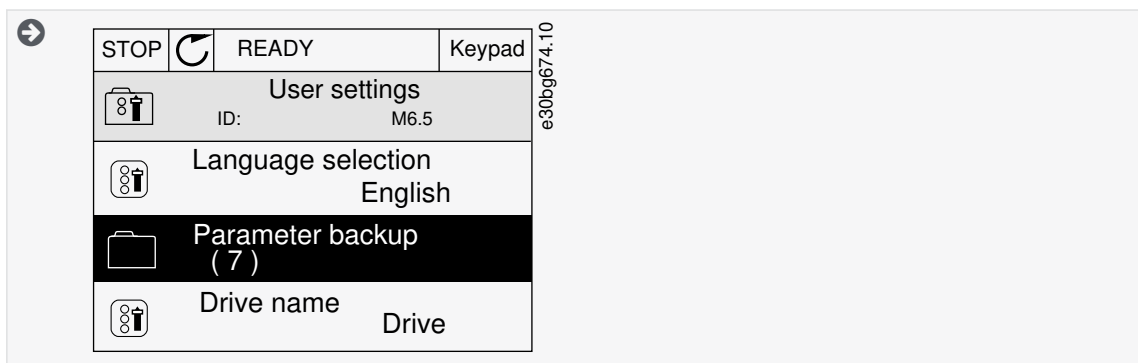 STOP READY Keypad
User settings
ID: M6.5
Language selection
English
Parameter backup
( 7 )
Drive name
Drive
e30bg674.10